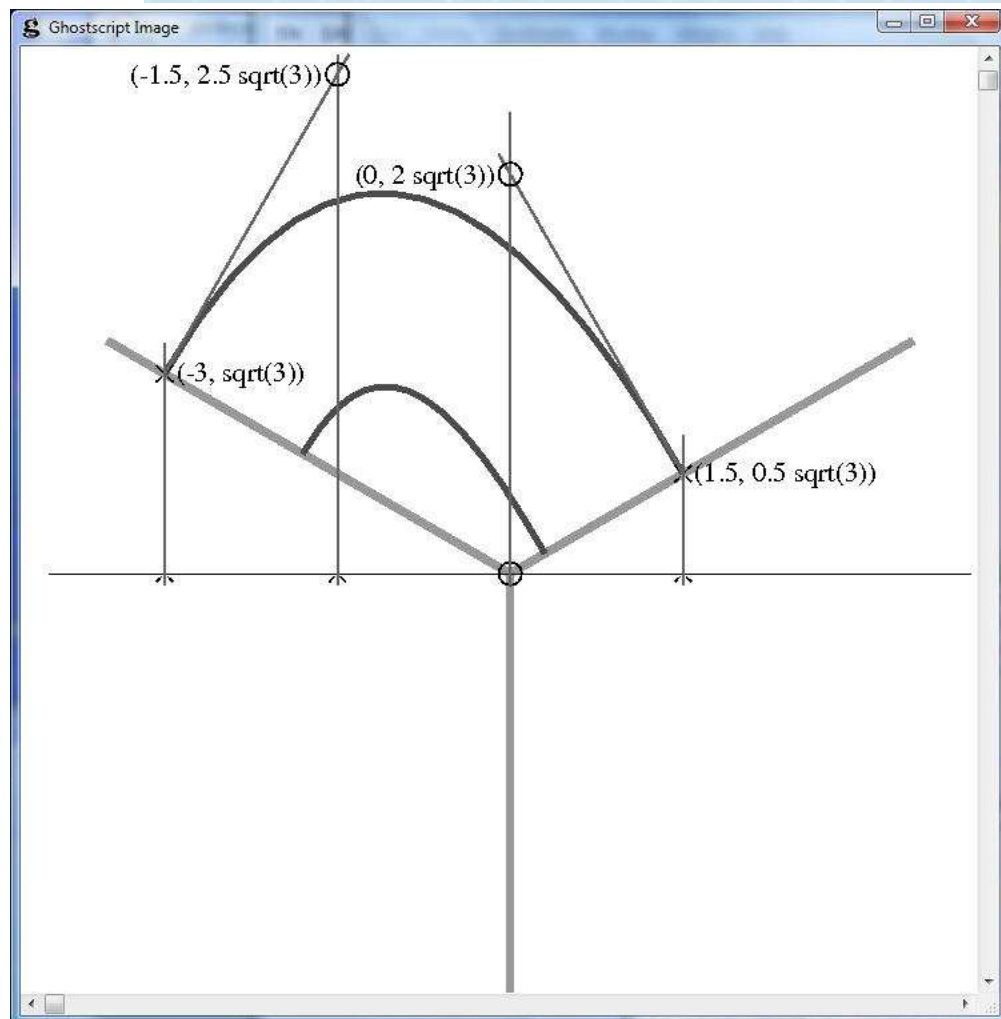 Ghostscript Image
(-1.5, 2.5 sqrt(3))
(0, 2 sqrt(3))
(-3, sqrt(3))
(1.5, 0.5 sqrt(3))